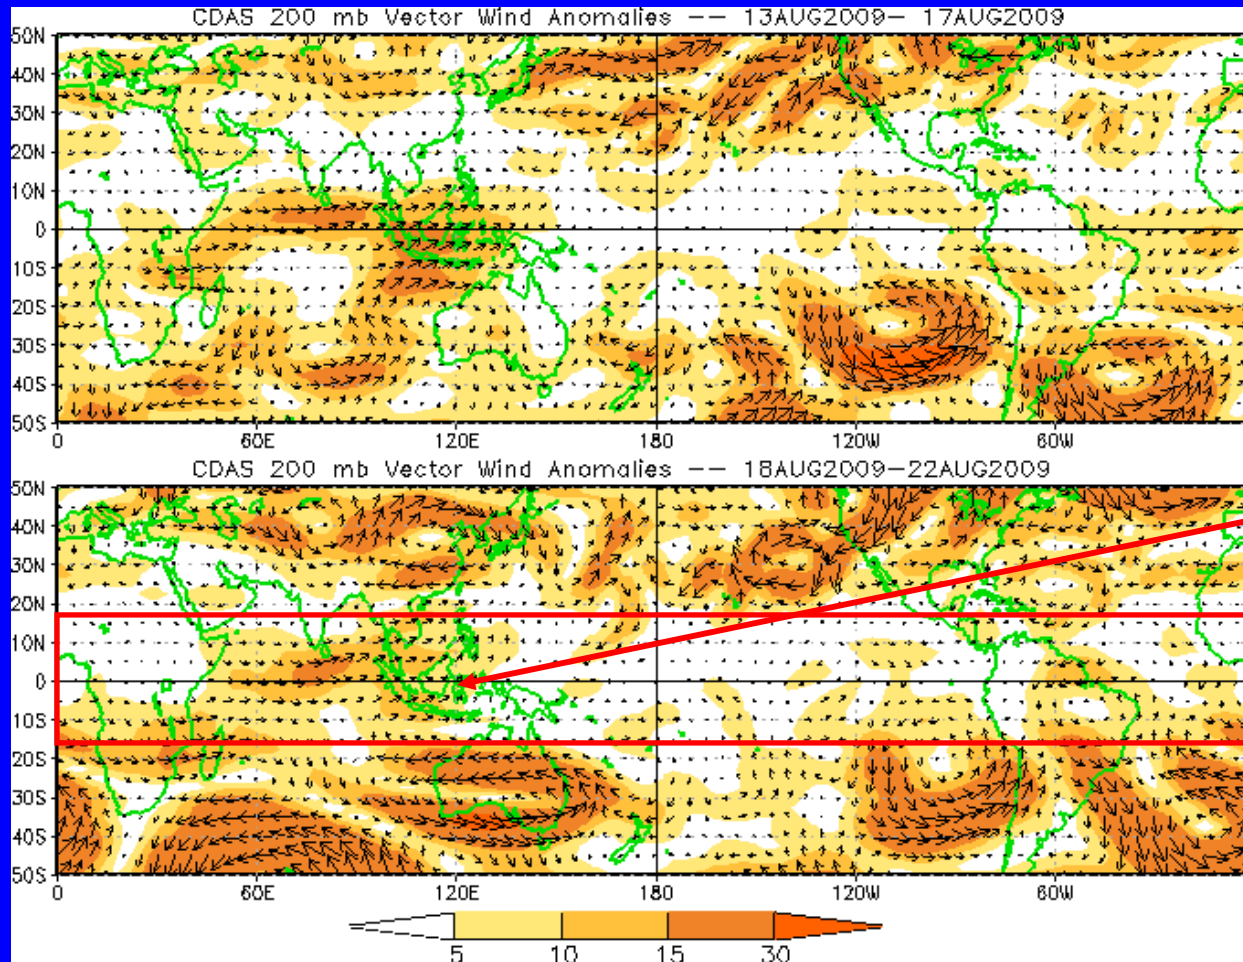 CDAS 200 mb Vector Wind Anomalies -- 13AUG2009- 17AUG2009
50N
40N
30N
20N
10N
0
10S
20S
30S
40S
50S
0 60E 120E 180 120W 60W
CDAS 200 mb Vector Wind Anomalies -- 18AUG2009-22AUG2009
50N
40N
30N
20N
10N
0
10S
20S
30S
40S
50S
0 60E 120E 180 120W 60W
5 10 15 30